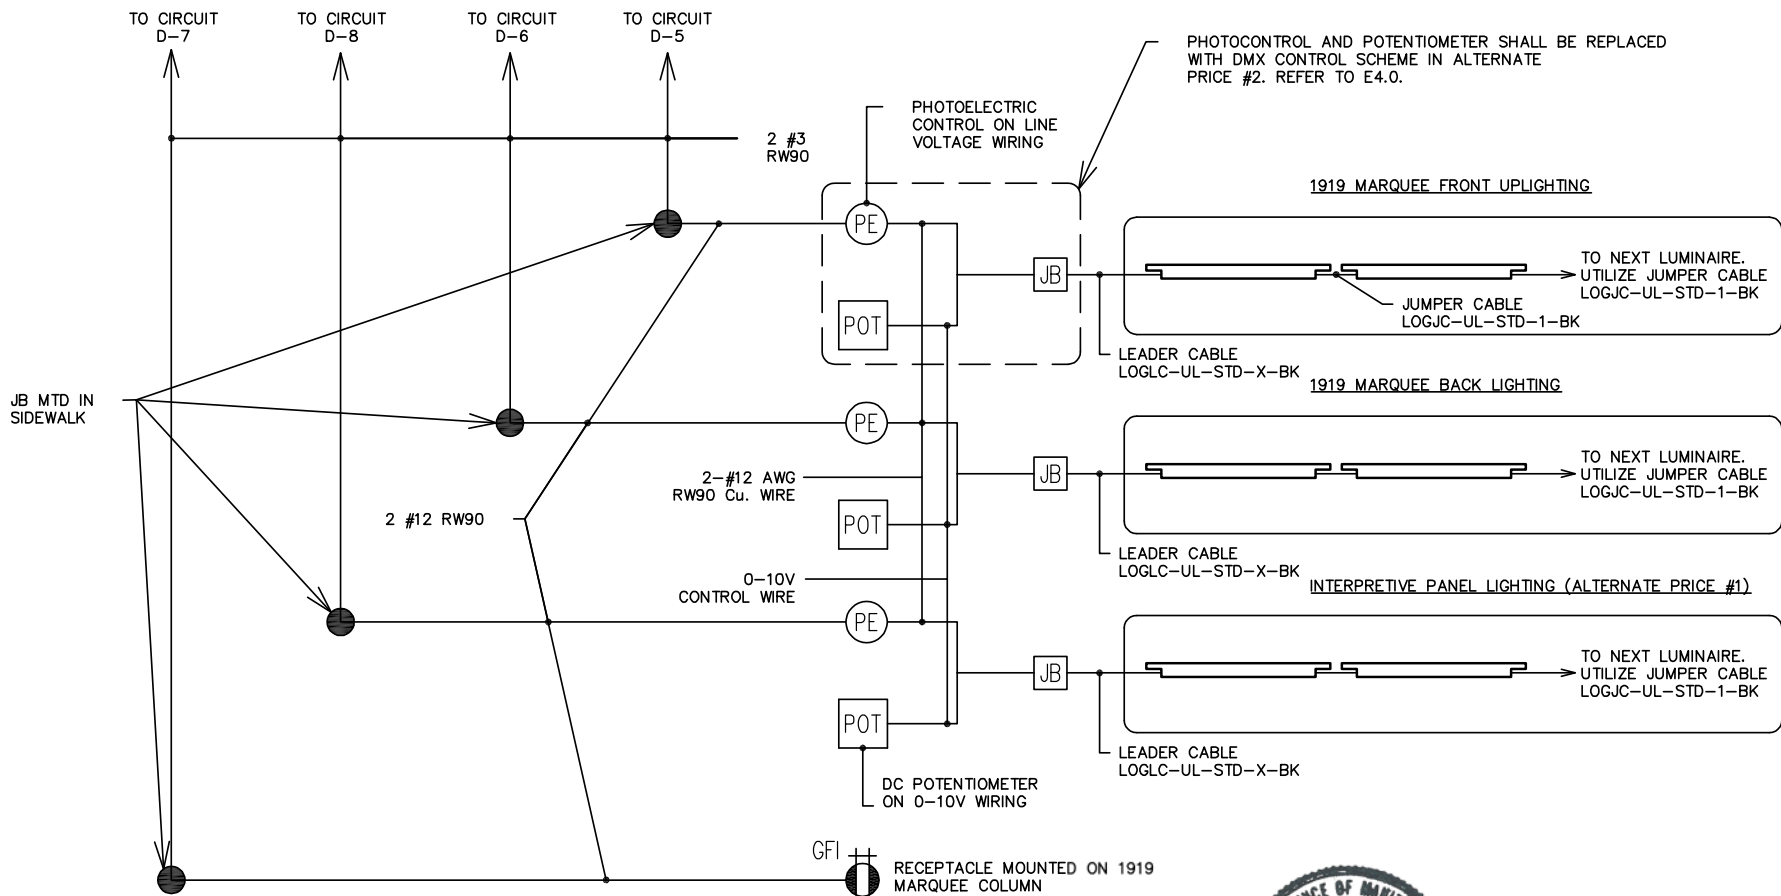 TO CIRCUIT
D-7
TO CIRCUIT
D-8
TO CIRCUIT
D-6
TO CIRCUIT
D-5
PHOTOCONTROL AND POTENTIOMETER SHALL BE REPLACED
WITH DMX CONTROL SCHEME IN ALTERNATE
PRICE #2. REFER TO E4.0.
PHOTOELECTRIC
CONTROL ON LINE
VOLTAGE WIRING
2 #3
RW90
1919 MARQUEE FRONT UPLIGHTING
PE
JB
POT
TO NEXT LUMINAIRE.
UTILIZE JUMPER CABLE
LOGJC-UL-STD-1-BK
JUMPER CABLE
LOGJC-UL-STD-1-BK
LEADER CABLE
LOGLC-UL-STD-X-BK
1919 MARQUEE BACK LIGHTING
JB MTD IN
SIDEWALK
PE
JB
POT
TO NEXT LUMINAIRE.
UTILIZE JUMPER CABLE
LOGJC-UL-STD-1-BK
2-#12 AWG
RW90 Cu. WIRE
2 #12 RW90
LEADER CABLE
LOGLC-UL-STD-X-BK
0-10V
CONTROL WIRE
INTERPRETIVE PANEL LIGHTING (ALTERNATE PRICE #1)
PE
JB
POT
TO NEXT LUMINAIRE.
UTILIZE JUMPER CABLE
LOGJC-UL-STD-1-BK
LEADER CABLE
LOGLC-UL-STD-X-BK
DC POTENTIOMETER
ON 0-10V WIRING
GFI
RECEPTACLE MOUNTED ON 1919
MARQUEE COLUMN
OF